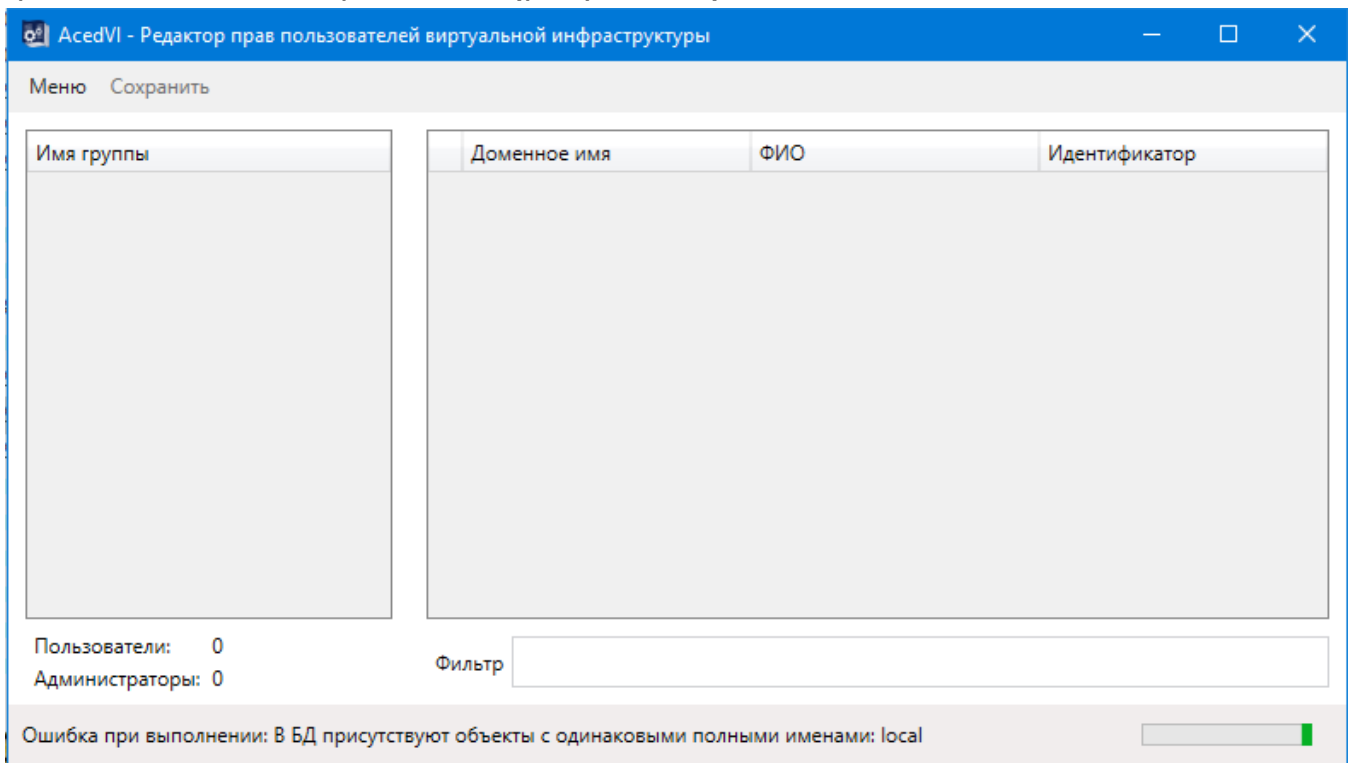 AcedVI - Редактор прав пользователей виртуальной инфраструктуры
Меню Сохранить
Имя группы
Доменное имя ФИО Идентификатор
Пользователи: 0
Администраторы: 0
Фильтр
Ошибка при выполнении: В БД присутствуют объекты с одинаковыми полными именами: local